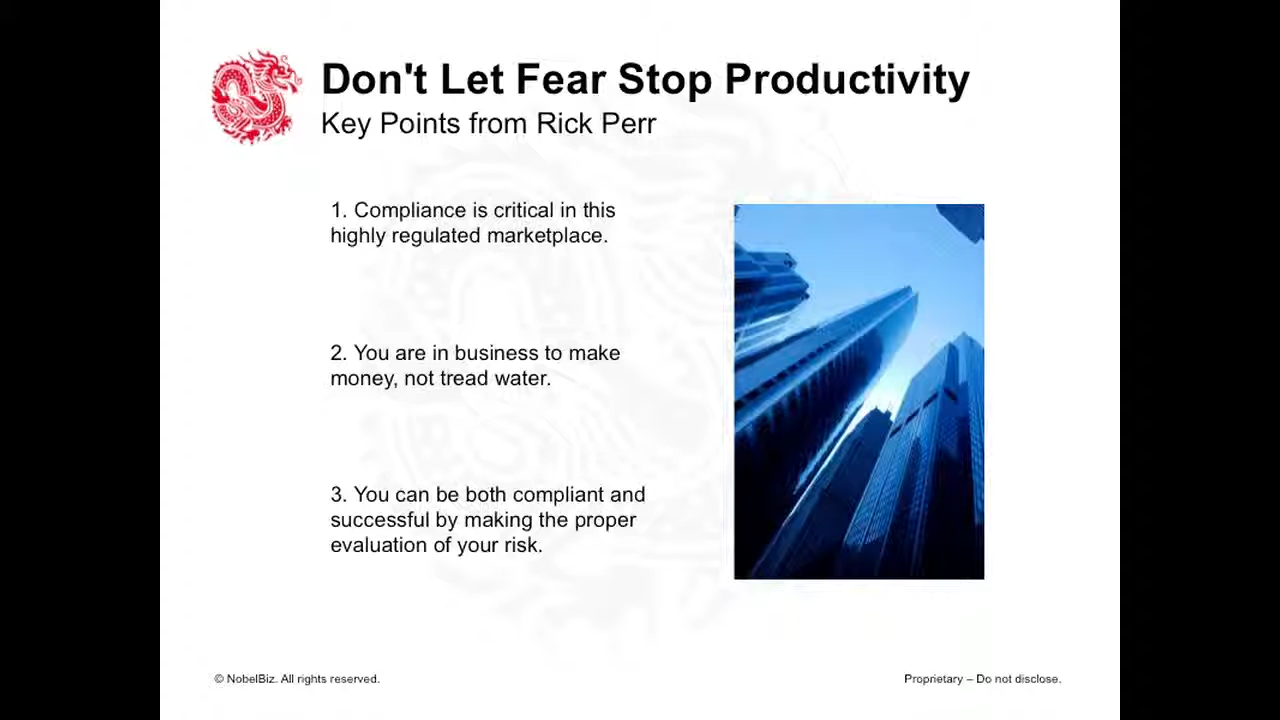 Don't Let Fear Stop Productivity
Key Points from Rick Perr
1. Compliance is critical in this
highly regulated marketplace.
2. You are in business to make
money, not tread water.
3. You can be both compliant and
successful by making the proper
evaluation of your risk.
© NobelBiz. All rights reserved.
Proprietary – Do not disclose.